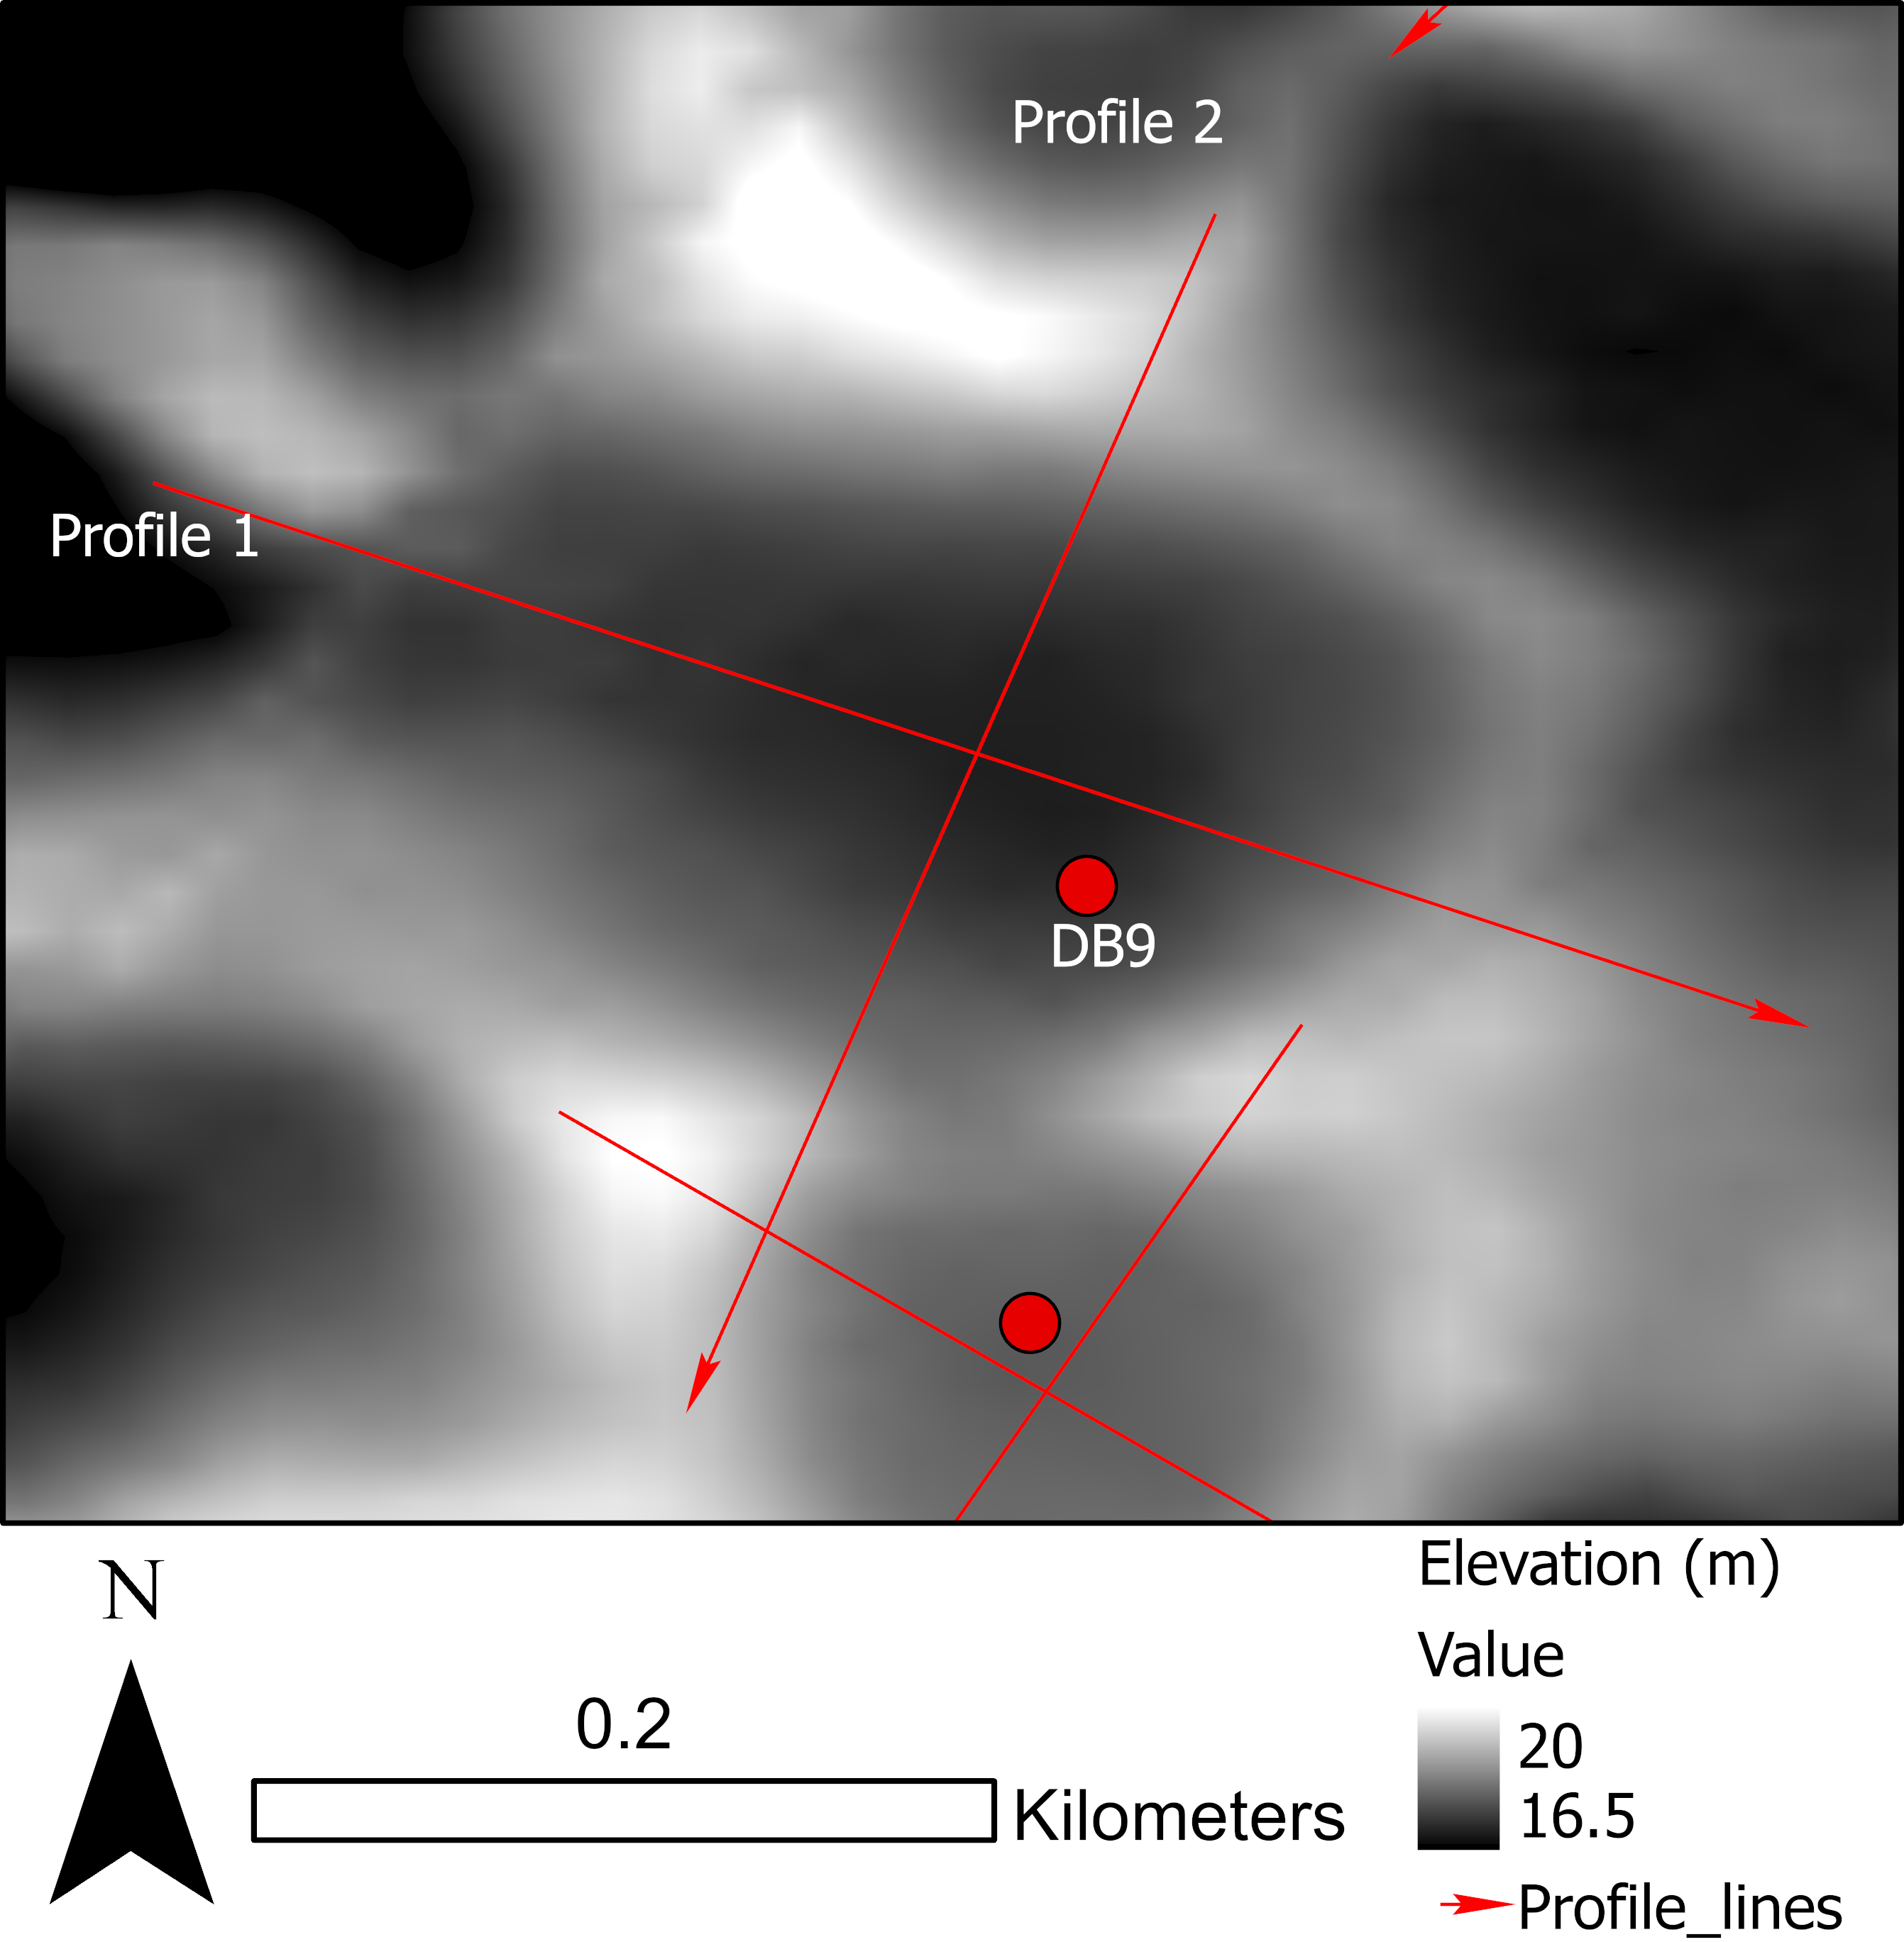 Profile 2
Profile 1
DB9
N
0.2
Kilometers
Elevation (m)
Value
20
16.5
Profile_lines